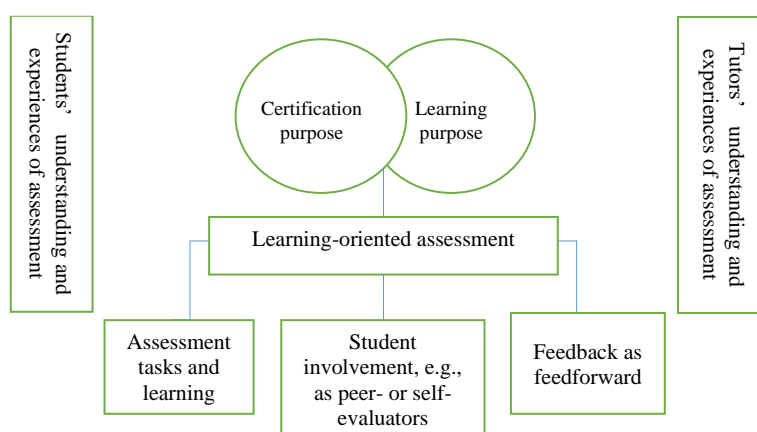 Students' understanding and
experiences of assessment
Certification
purpose
Learning
purpose
Tutors' understanding and
experiences of assessment
Learning-oriented assessment
Assessment
tasks and
learning
Student
involvement, e.g.,
as peer- or self-
evaluators
Feedback as
feedforward